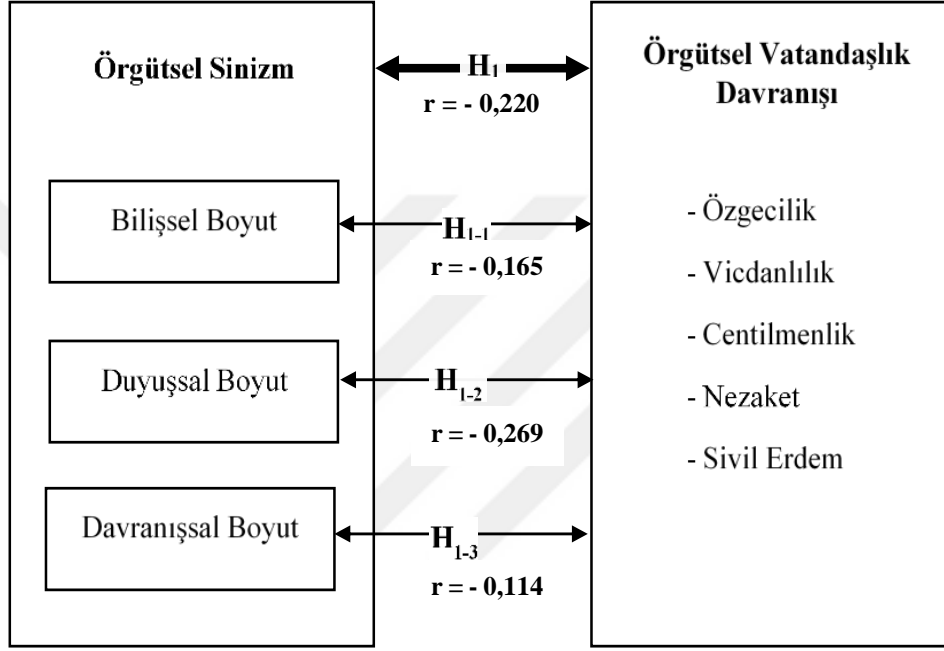 Örgütsel Sinizm
H1
r = - 0,220
Örgütsel Vatandaşlık
Davranışı
Bilişsel Boyut
H1-1
r = - 0,165
Duyuşsal Boyut
H1-2
r = - 0,269
Davranışsal Boyut
H1-3
r = - 0,114
- Özgecilik
- Vicdanlılık
- Centilmenlik
- Nezaket
- Sivil Erdem